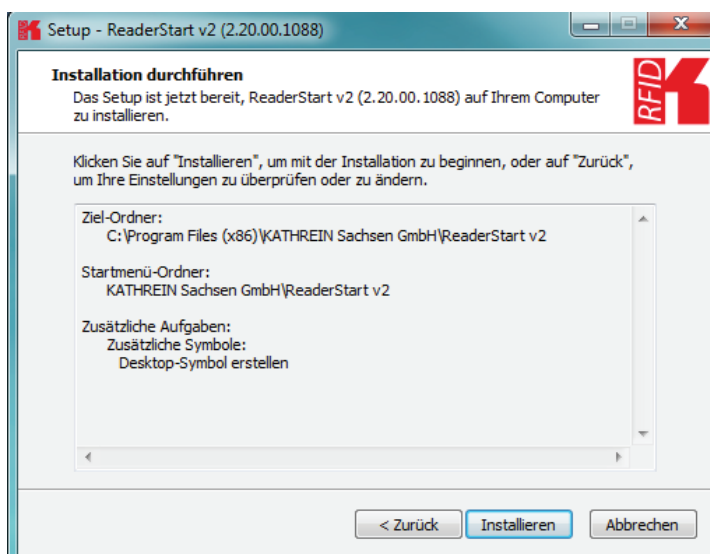 Setup - ReaderStart v2 (2.20.00.1088)
Installation durchführen
Das Setup ist jetzt bereit, ReaderStart v2 (2.20.00.1088) auf Ihrem Computer
zu installieren.
RFID
Klicken Sie auf "Installieren", um mit der Installation zu beginnen, oder auf "Zurück",
um Ihre Einstellungen zu überprüfen oder zu ändern.
Ziel-Ordner:
C:\Program Files (x86)\KATHREIN Sachsen GmbH\ReaderStart v2
Startmenü-Ordner:
KATHREIN Sachsen GmbH\ReaderStart v2
Zusätzliche Aufgaben:
Zusätzliche Symbole:
Desktop-Symbol erstellen
< Zurück Installieren Abbrechen